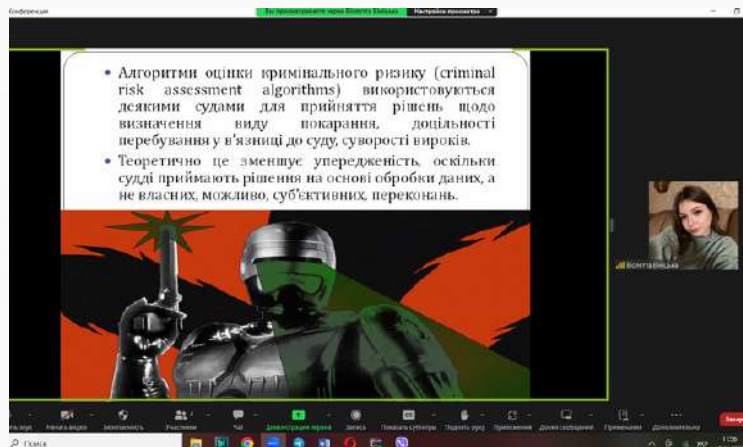 Конференция
Вы просматриваете экран
Настройки просмотра
• Алгоритми оцінки кримінального ризику (criminal
risk assessment algorithms) використовуються
деякими судами для прийняття рішень щодо
визначення виду покарання, доцільності
перебування у в'язниці до суду, суворості вироків.
• Теоретично це зменшує упередженість, оскільки
судді приймають рішення на основі обробки даних, а
не власних, можливо, суб'єктивних, переконань.
Начать видео Безопасность Участники Чат Демонстрация экрана Запись Показать субтитры Поднять руку Приложения Доски сообщений Примечания Дополнительно
Поиск